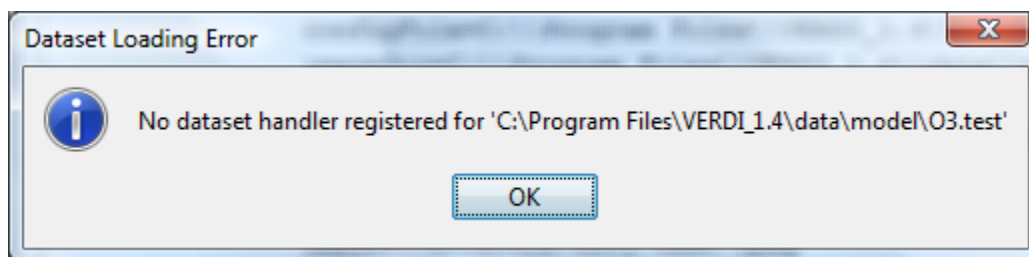 Dataset Loading Error
No dataset handler registered for 'C:\Program Files\VERDI_1.4\data\model\O3.test'
OK